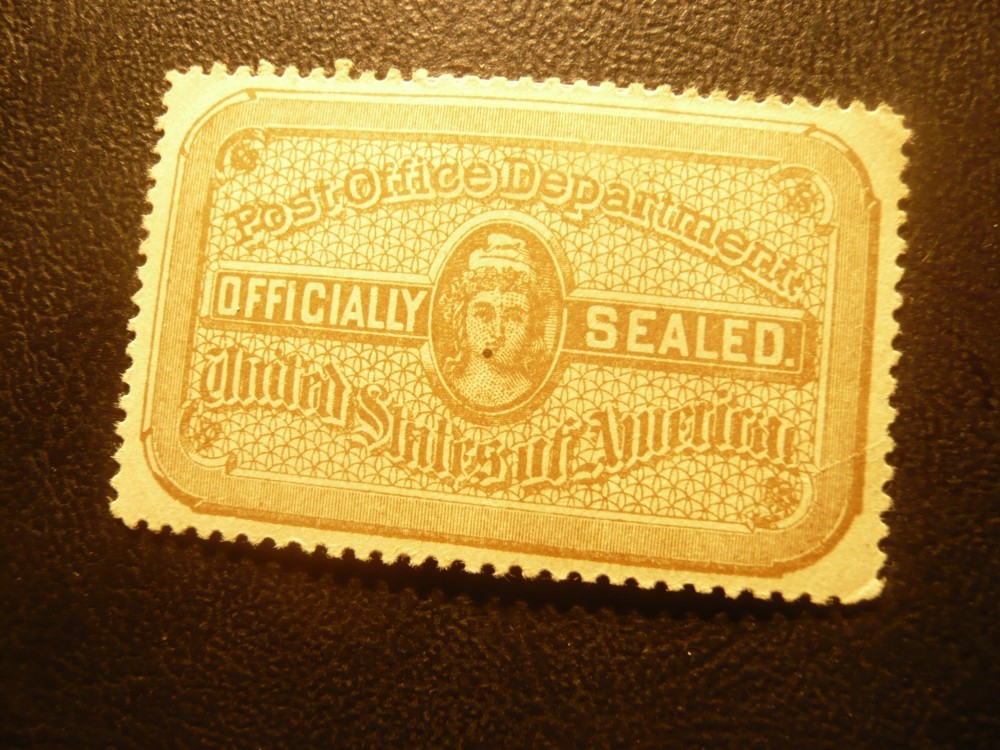 Post Office Department
OFFICIALLY SEALED.
United States of America